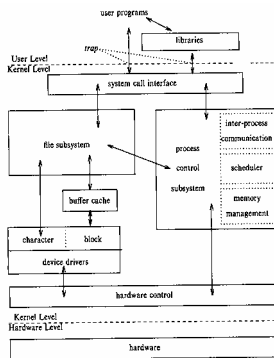 user programs
libraries
trap
User Level
Kernel Level
system call interface
file subsystem
process
control
subsystem
inter-process
communication
scheduler
memory
management
buffer cache
character
block
device drivers
hardware control
Kernel Level
Hardware Level
hardware